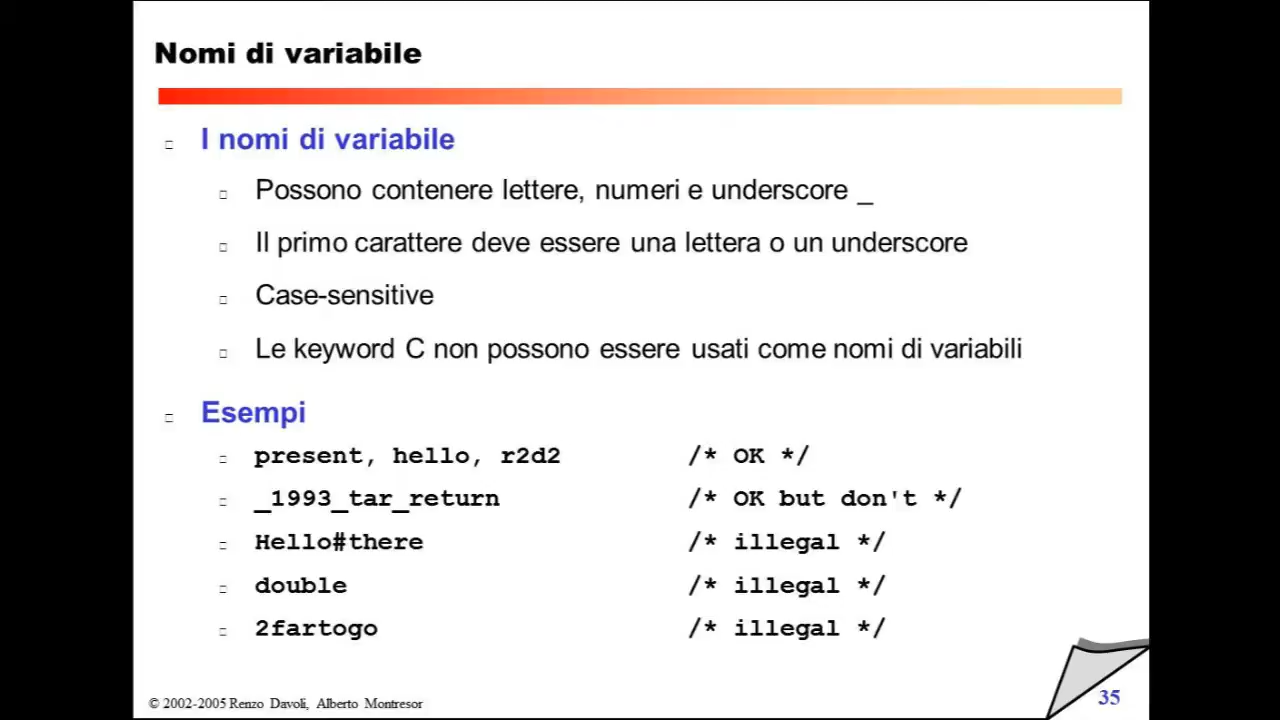 Nomi di variabile
I nomi di variabile
Possono contenere lettere, numeri e underscore _
Il primo carattere deve essere una lettera o un underscore
Case-sensitive
Le keyword C non possono essere usati come nomi di variabili
Esempi
present, hello, r2d2 /* OK */
_1993_tar_return /* OK but don't */
Hello#there /* illegal */
double /* illegal */
2fartogo /* illegal */
© 2002-2005 Renzo Davoli, Alberto Montresor
35